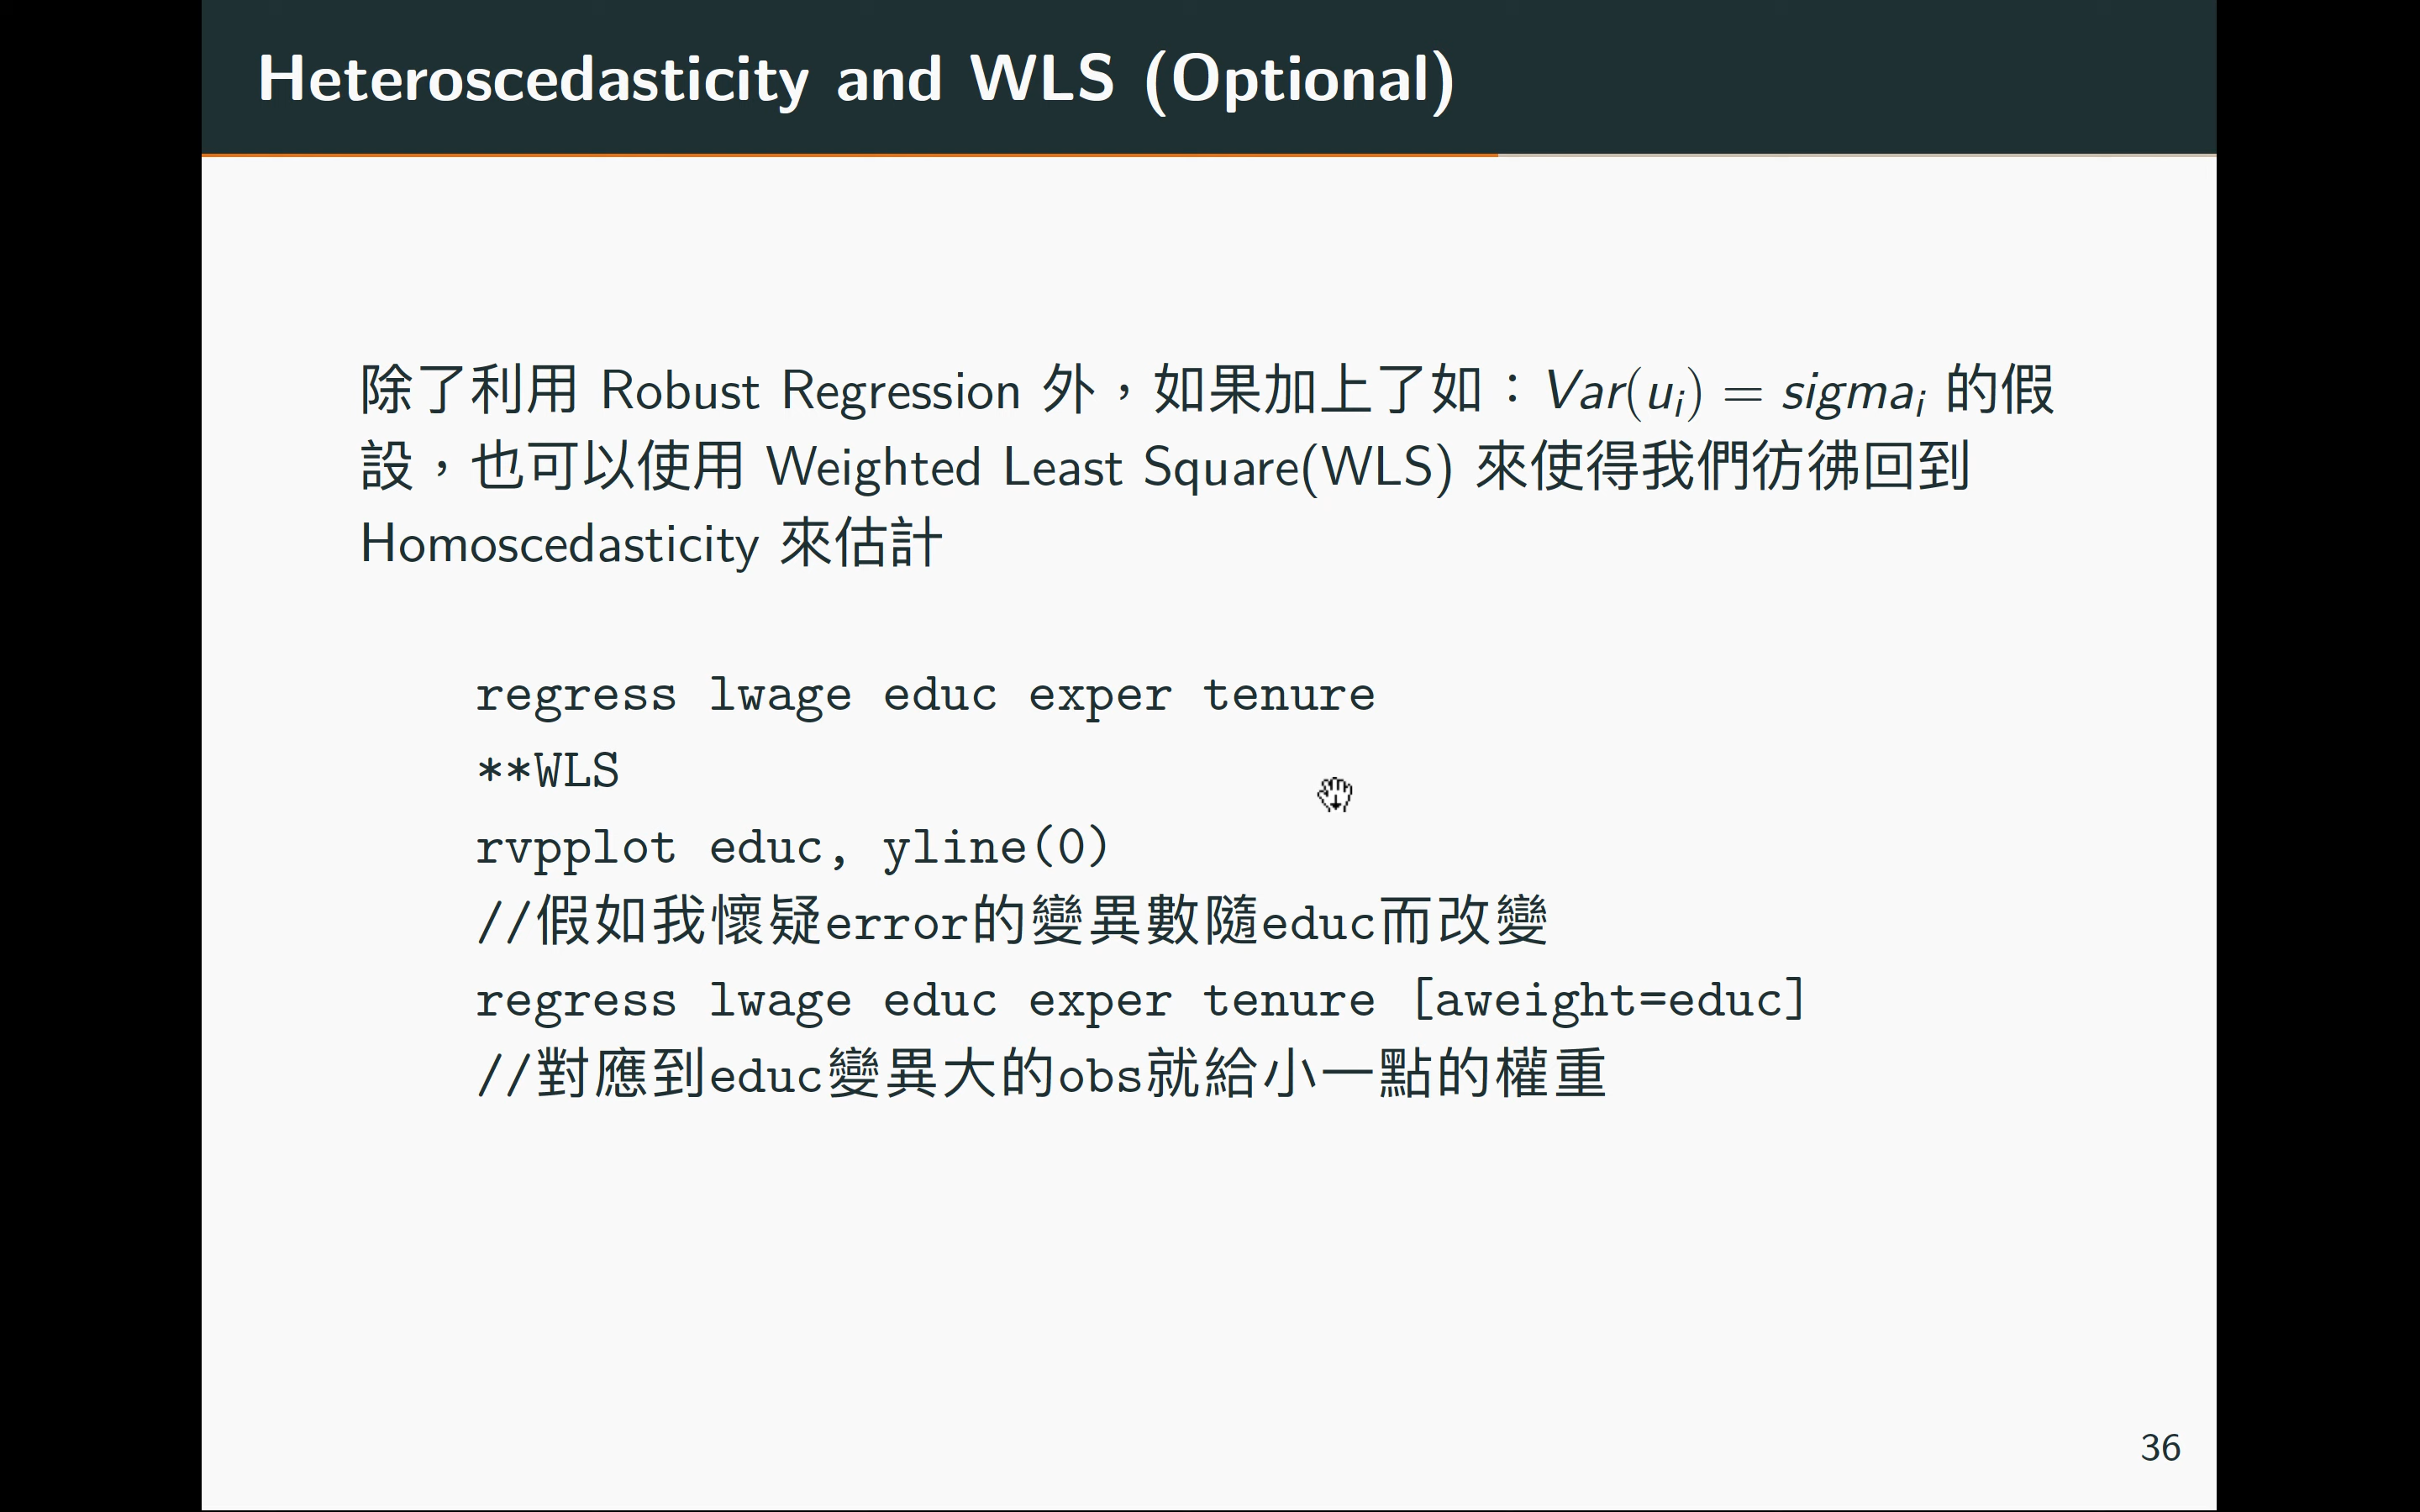 Heteroscedasticity and WLS (Optional)
除了利用 Robust Regression 外，如果加上了如：Var(u_i) = sigma_i 的假
設，也可以使用 Weighted Least Square(WLS) 來使得我們彷彿回到
Homoscedasticity 來估計
regress lwage educ exper tenure
**WLS
rvpplot educ, yline(0)
//假如我懷疑error的變異數隨educ而改變
regress lwage educ exper tenure [aweight=educ]
//對應到educ變異大的obs就給小一點的權重
36